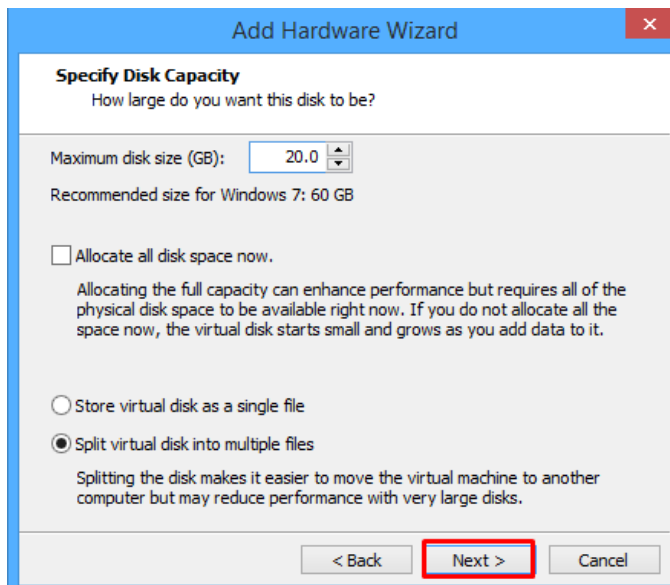 Add Hardware Wizard
Specify Disk Capacity
How large do you want this disk to be?
Maximum disk size (GB): 20.0
Recommended size for Windows 7: 60 GB
Allocate all disk space now.
Allocating the full capacity can enhance performance but requires all of the
physical disk space to be available right now. If you do not allocate all the
space now, the virtual disk starts small and grows as you add data to it.
Store virtual disk as a single file
Split virtual disk into multiple files
Splitting the disk makes it easier to move the virtual machine to another
computer but may reduce performance with very large disks.
< Back Next > Cancel